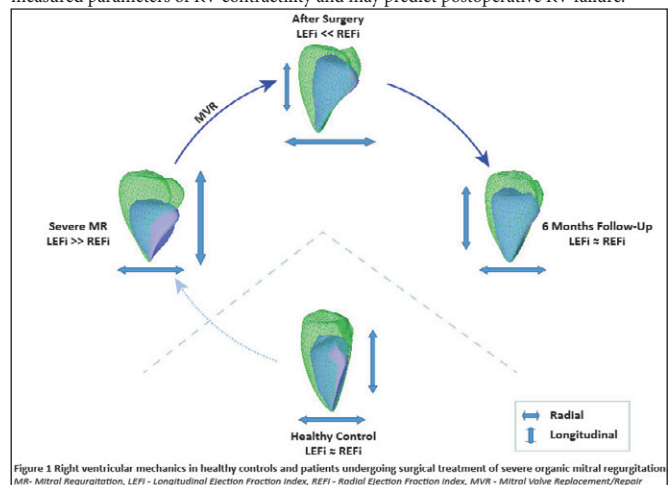 measured parameters of RV contractility and may predict postoperative RV failure.
After Surgery
LEFi << REFi
MVR
Severe MR
LEFi >> REFi
6 Months Follow-Up
LEFi ≈ REFi
Healthy Control
LEFi ≈ REFi
Radial
Longitudinal
Figure 1 Right ventricular mechanics in healthy controls and patients undergoing surgical treatment of severe organic mitral regurgitation
MR- Mitral Regurgitation, LEFi - Longitudinal Ejection Fraction Index, REFi - Radial Ejection Fraction Index, MVR - Mitral Valve Replacement/Repair